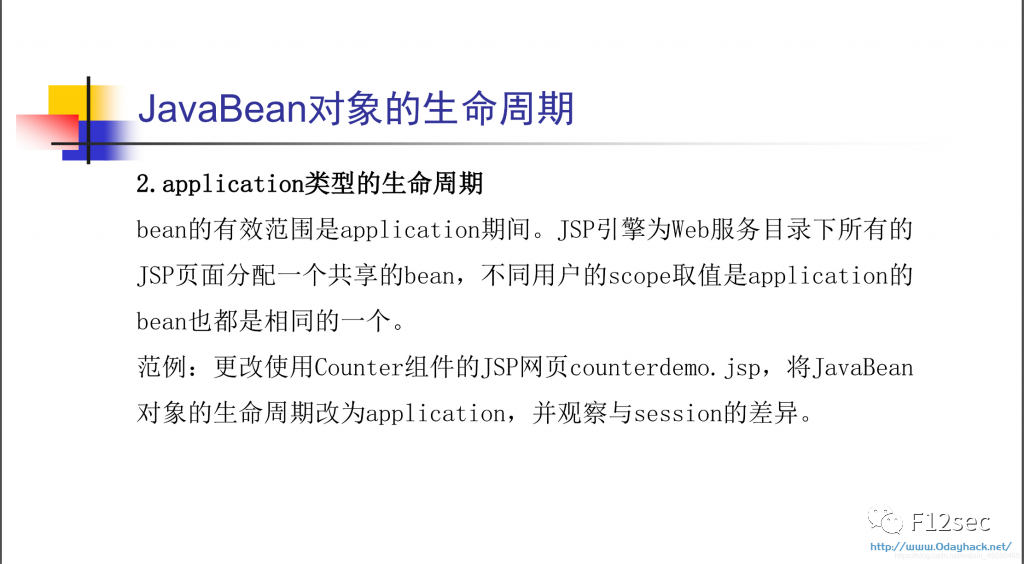 JavaBean对象的生命周期
2.application类型的生命周期
bean的有效范围是application期间。JSP引擎为Web服务目录下所有的
JSP页面分配一个共享的bean，不同用户的scope取值是application的
bean也都是相同的一个。
范例：更改使用Counter组件的JSP网页counterdemo.jsp，将JavaBean
对象的生命周期改为application，并观察与session的差异。
F12sec
http://www.0dayhack.net/